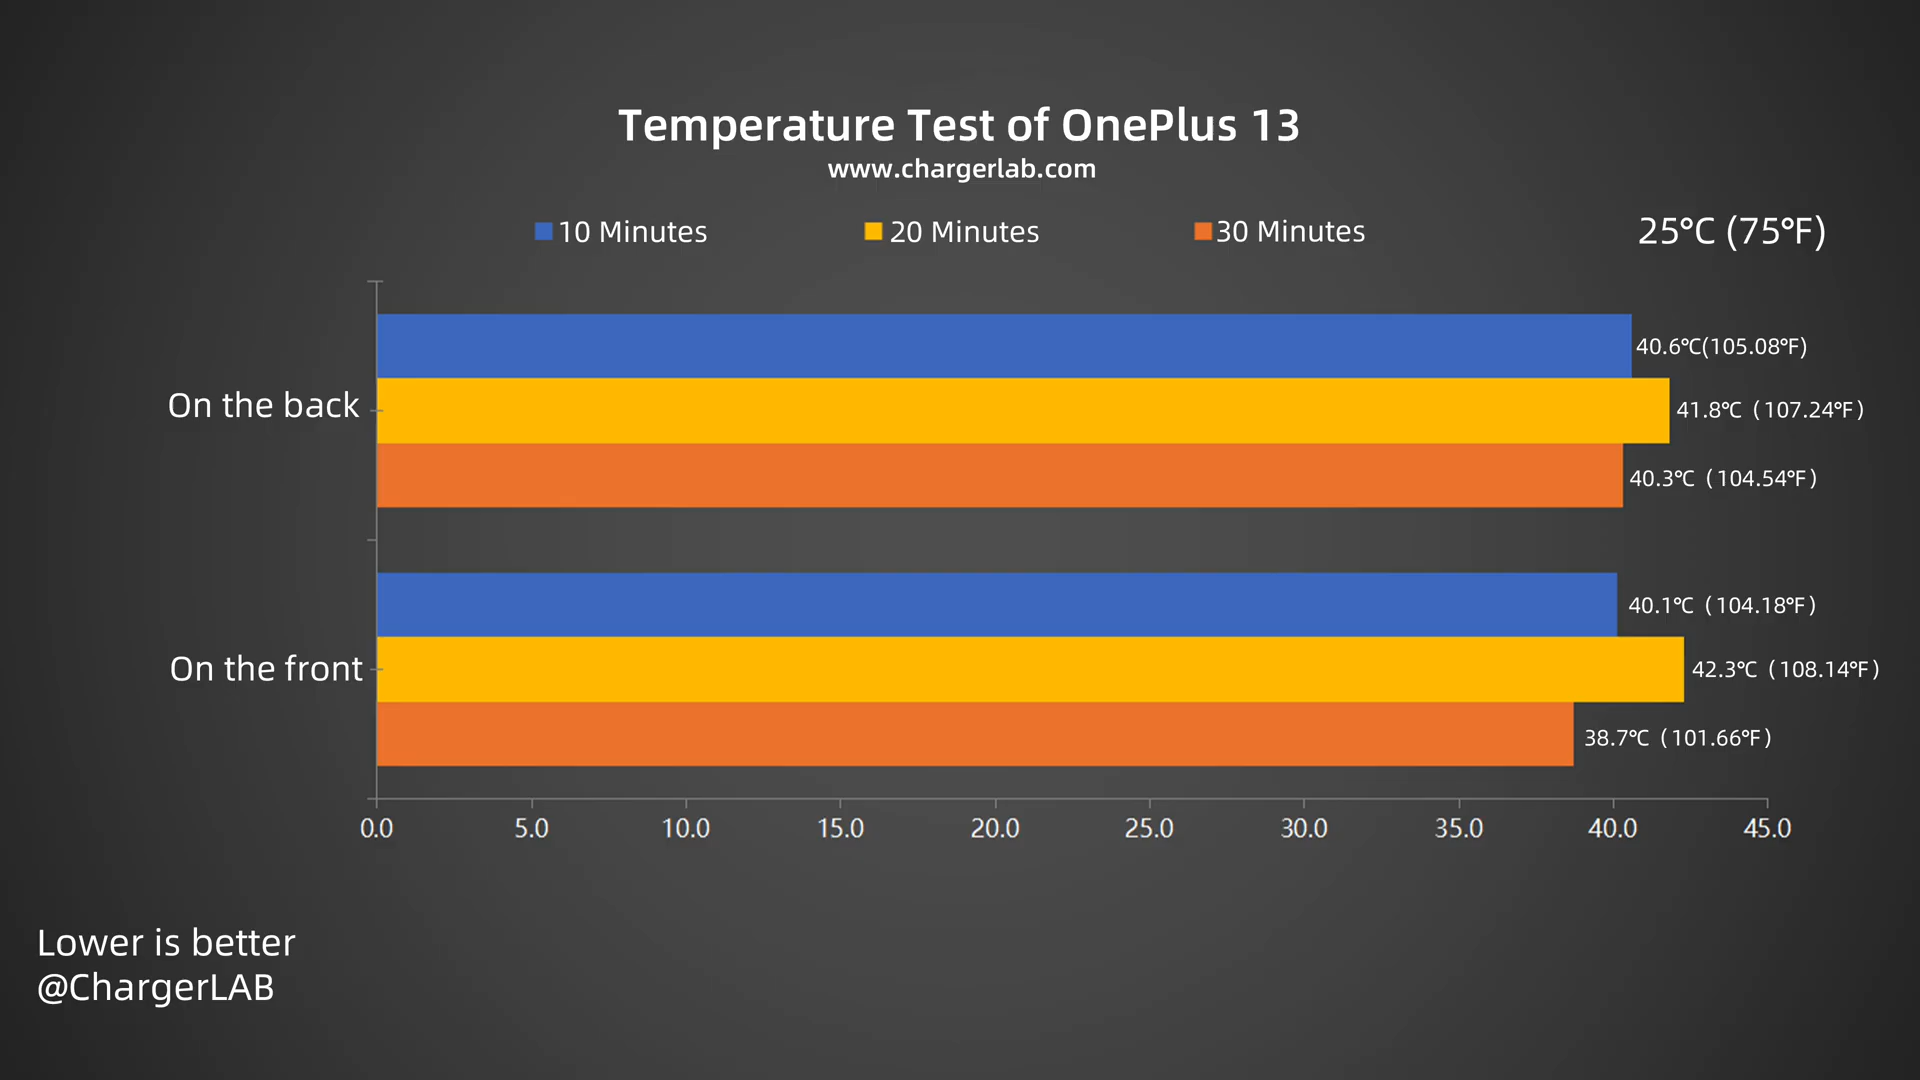 Temperature Test of OnePlus 13
www.chargerlab.com
10 Minutes
20 Minutes
30 Minutes
25℃ (75℉)
On the back
40.6℃(105.08℉)
41.8℃（107.24℉）
40.3℃（104.54℉）
On the front
40.1℃（104.18℉）
42.3℃（108.14℉）
38.7℃（101.66℉）
0.0 5.0 10.0 15.0 20.0 25.0 30.0 35.0 40.0 45.0
Lower is better
@ChargerLAB